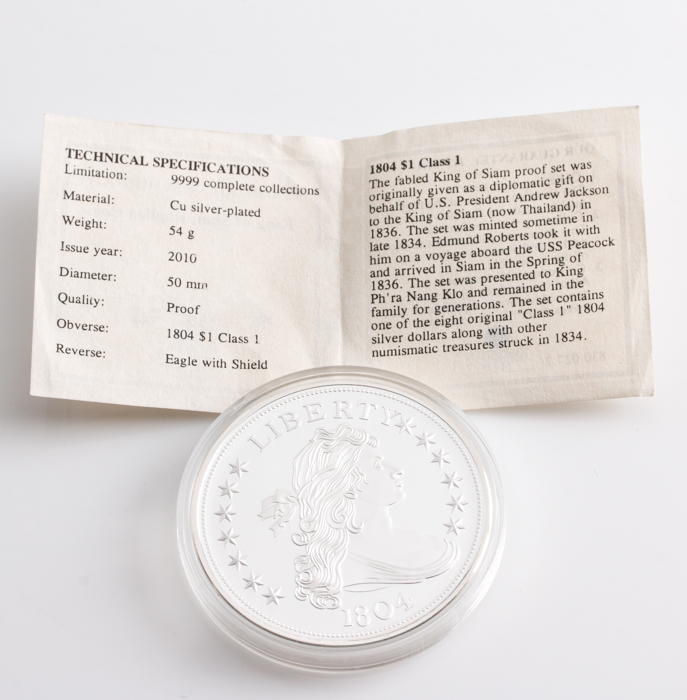 TECHNICAL SPECIFICATIONS
Limitation: 9999 complete collections
Material: Cu silver-plated
Weight: 54 g
Issue year: 2010
Diameter: 50 mm
Quality: Proof
Obverse: 1804 $1 Class 1
Reverse: Eagle with Shield
1804 $1 Class 1
The fabled King of Siam proof set was
originally given as a diplomatic gift on
behalf of U.S. President Andrew Jackson
to the King of Siam (now Thailand) in
1836. The set was minted sometime in
late 1834. Edmund Roberts took it with
him on a voyage aboard the USS Peacock
and arrived in Siam in the Spring of
1836. The set was presented to King
Ph'ra Nang Klo and remained in the
family for generations. The set contains
one of the eight original "Class 1" 1804
silver dollars along with other
numismatic treasures struck in 1834.
LIBERTY
1804